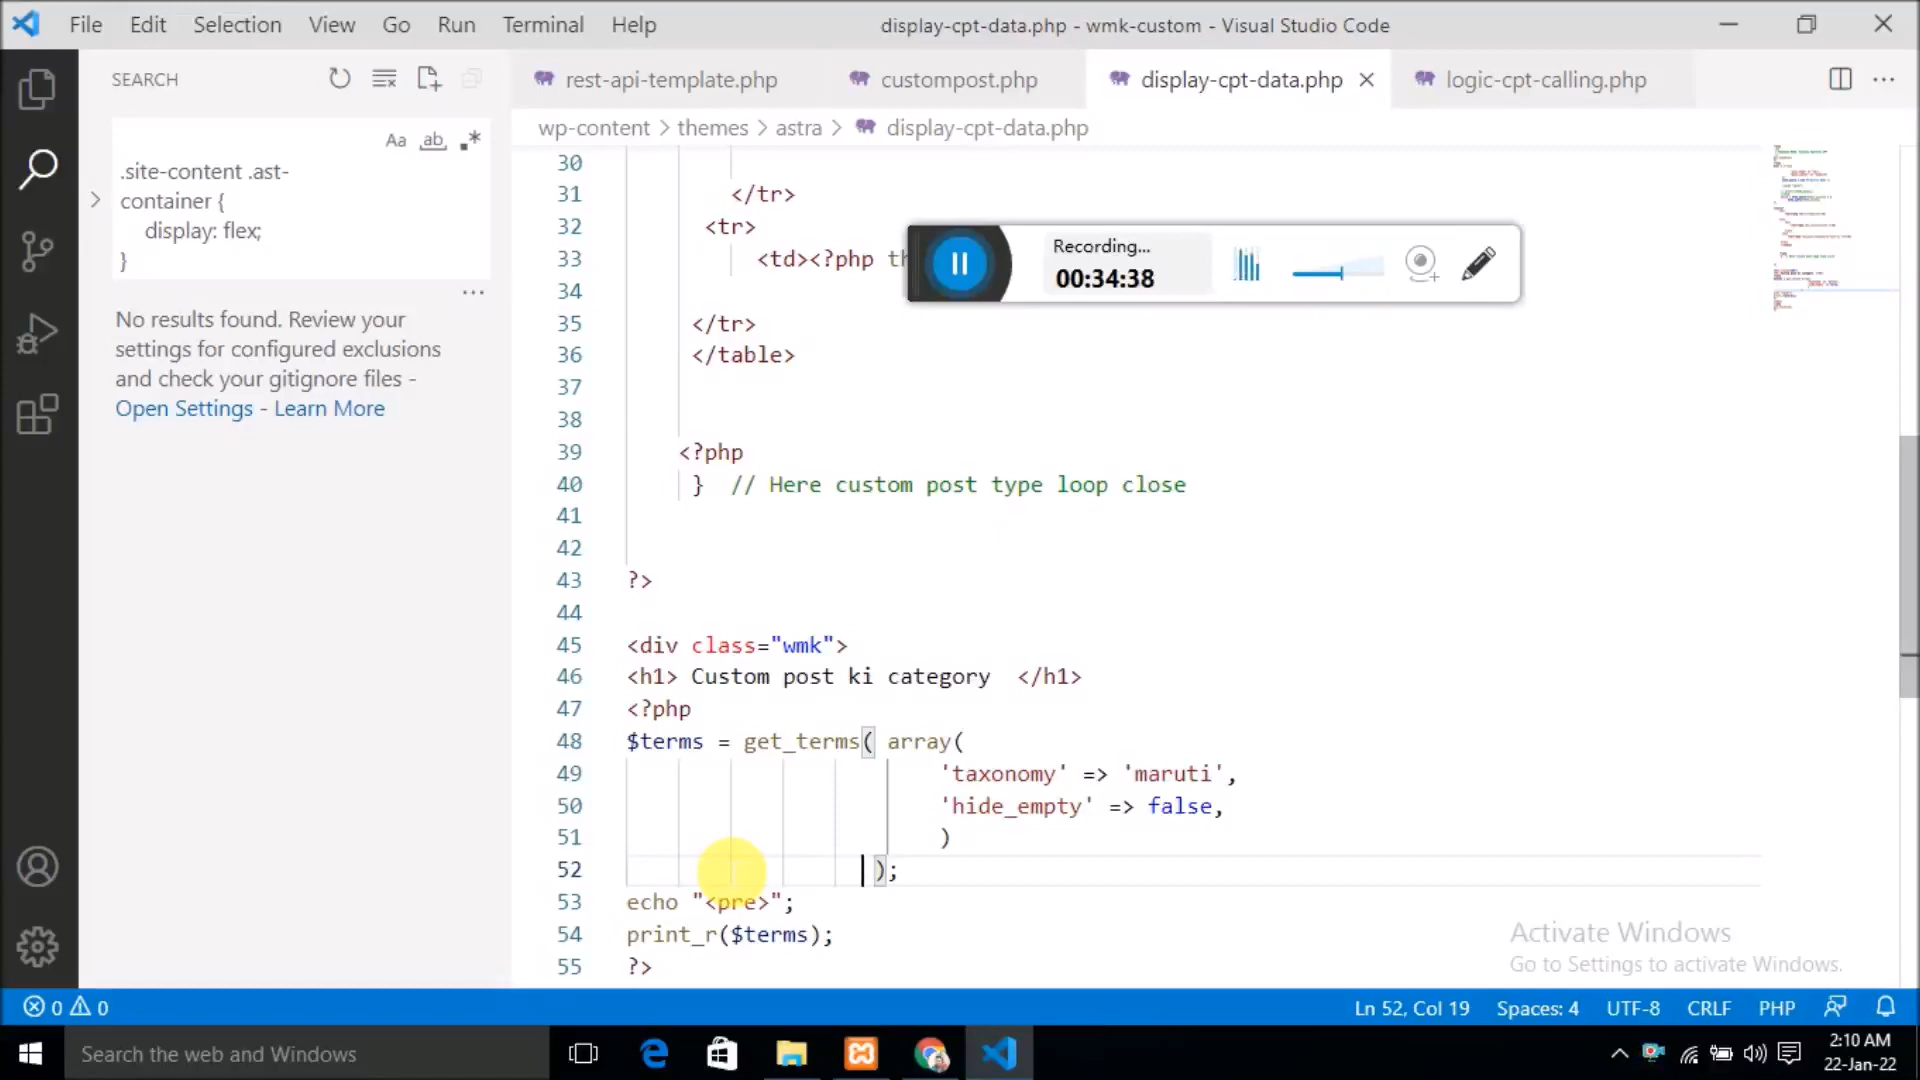 File Edit Selection View Go Run Terminal Help display-cpt-data.php - wmk-custom - Visual Studio Code
SEARCH
Aa ab
.site-content .ast-
container {
display: flex;
}
No results found. Review your
settings for configured exclusions
and check your gitignore files -
Open Settings - Learn More
rest-api-template.php custompost.php display-cpt-data.php logic-cpt-calling.php
wp-content > themes > astra > display-cpt-data.php
30
31 </tr>
32 <tr>
33 <td><?php
34
35 </tr>
36 </table>
37
38
39 <?php
40 } // Here custom post type loop close
41
42
43 ?>
44
45 <div class="wmk">
46 <h1> Custom post ki category </h1>
47 <?php
48 $terms = get_terms( array(
49 'taxonomy' => 'maruti',
50 'hide_empty' => false,
51 )
52 );
53 echo "<pre>";
54 print_r($terms);
55 ?>
Recording...
00:34:38
Activate Windows
Go to Settings to activate Windows.
0 0 Ln 52, Col 19 Spaces: 4 UTF-8 CRLF PHP
Search the web and Windows
2:10 AM
22-Jan-22